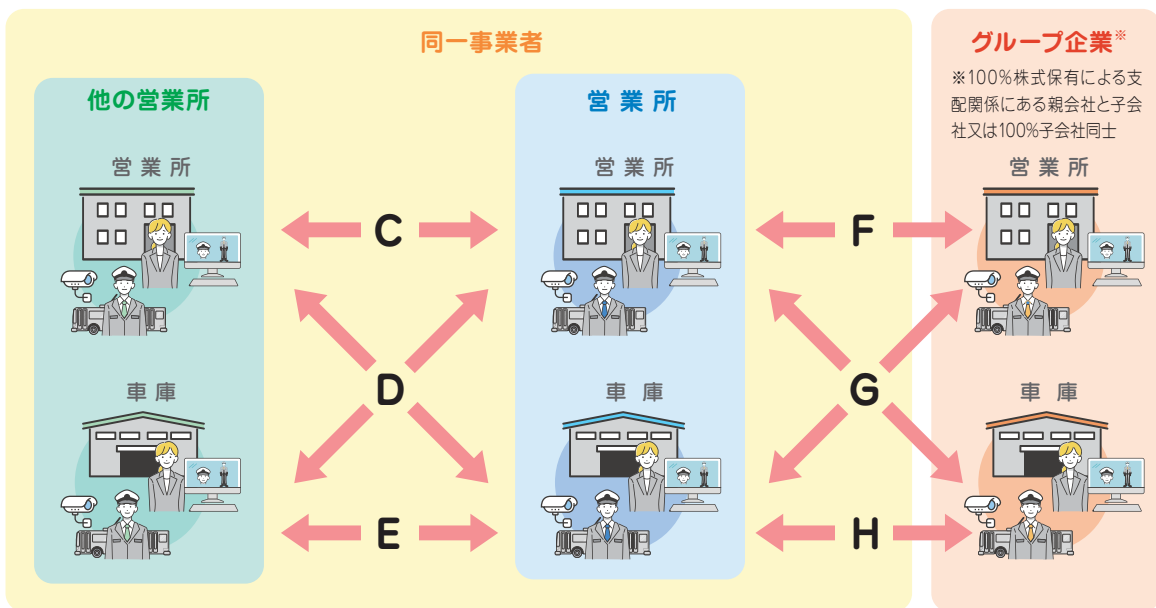 同一事業者
グループ企業※
※100%株式保有による支
配関係にある親会社と子会
社又は100%子会社同士
他の営業所
営業所
営業所
営業所
営業所
C
F
D
G
車庫
車庫
車庫
E
H